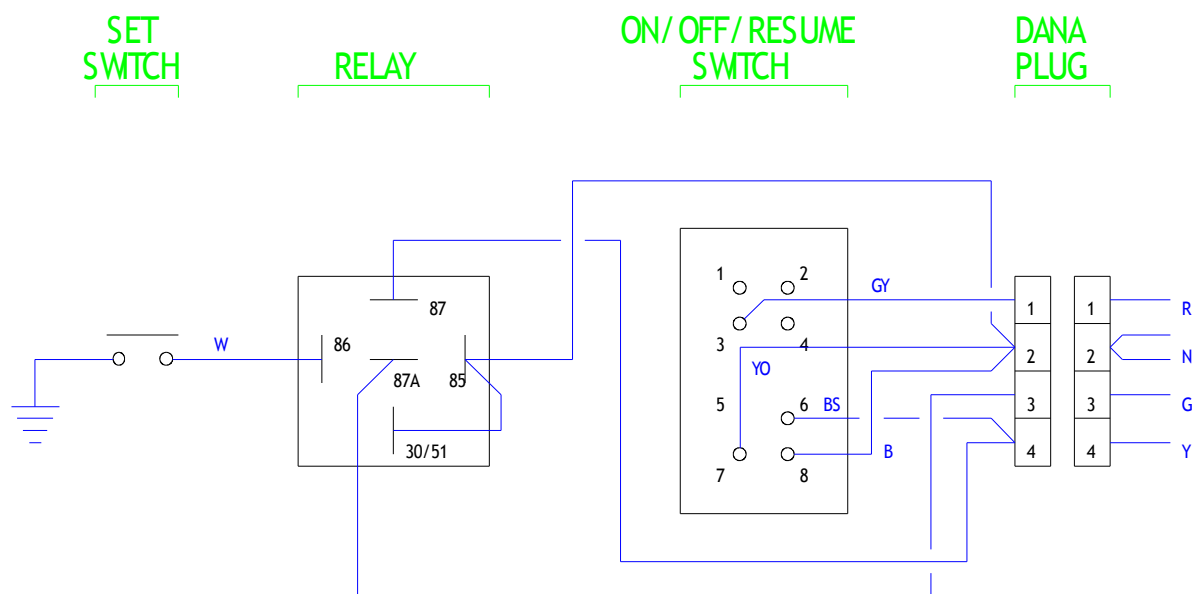 SET
SWITCH
RELAY
ON/OFF/RESUME
SWITCH
DANA
PLUG
W
86
87
87A
85
30/51
1
2
3
4
5
6
7
8
GY
YO
BS
B
1
2
3
4
1
2
3
4
R
N
G
Y